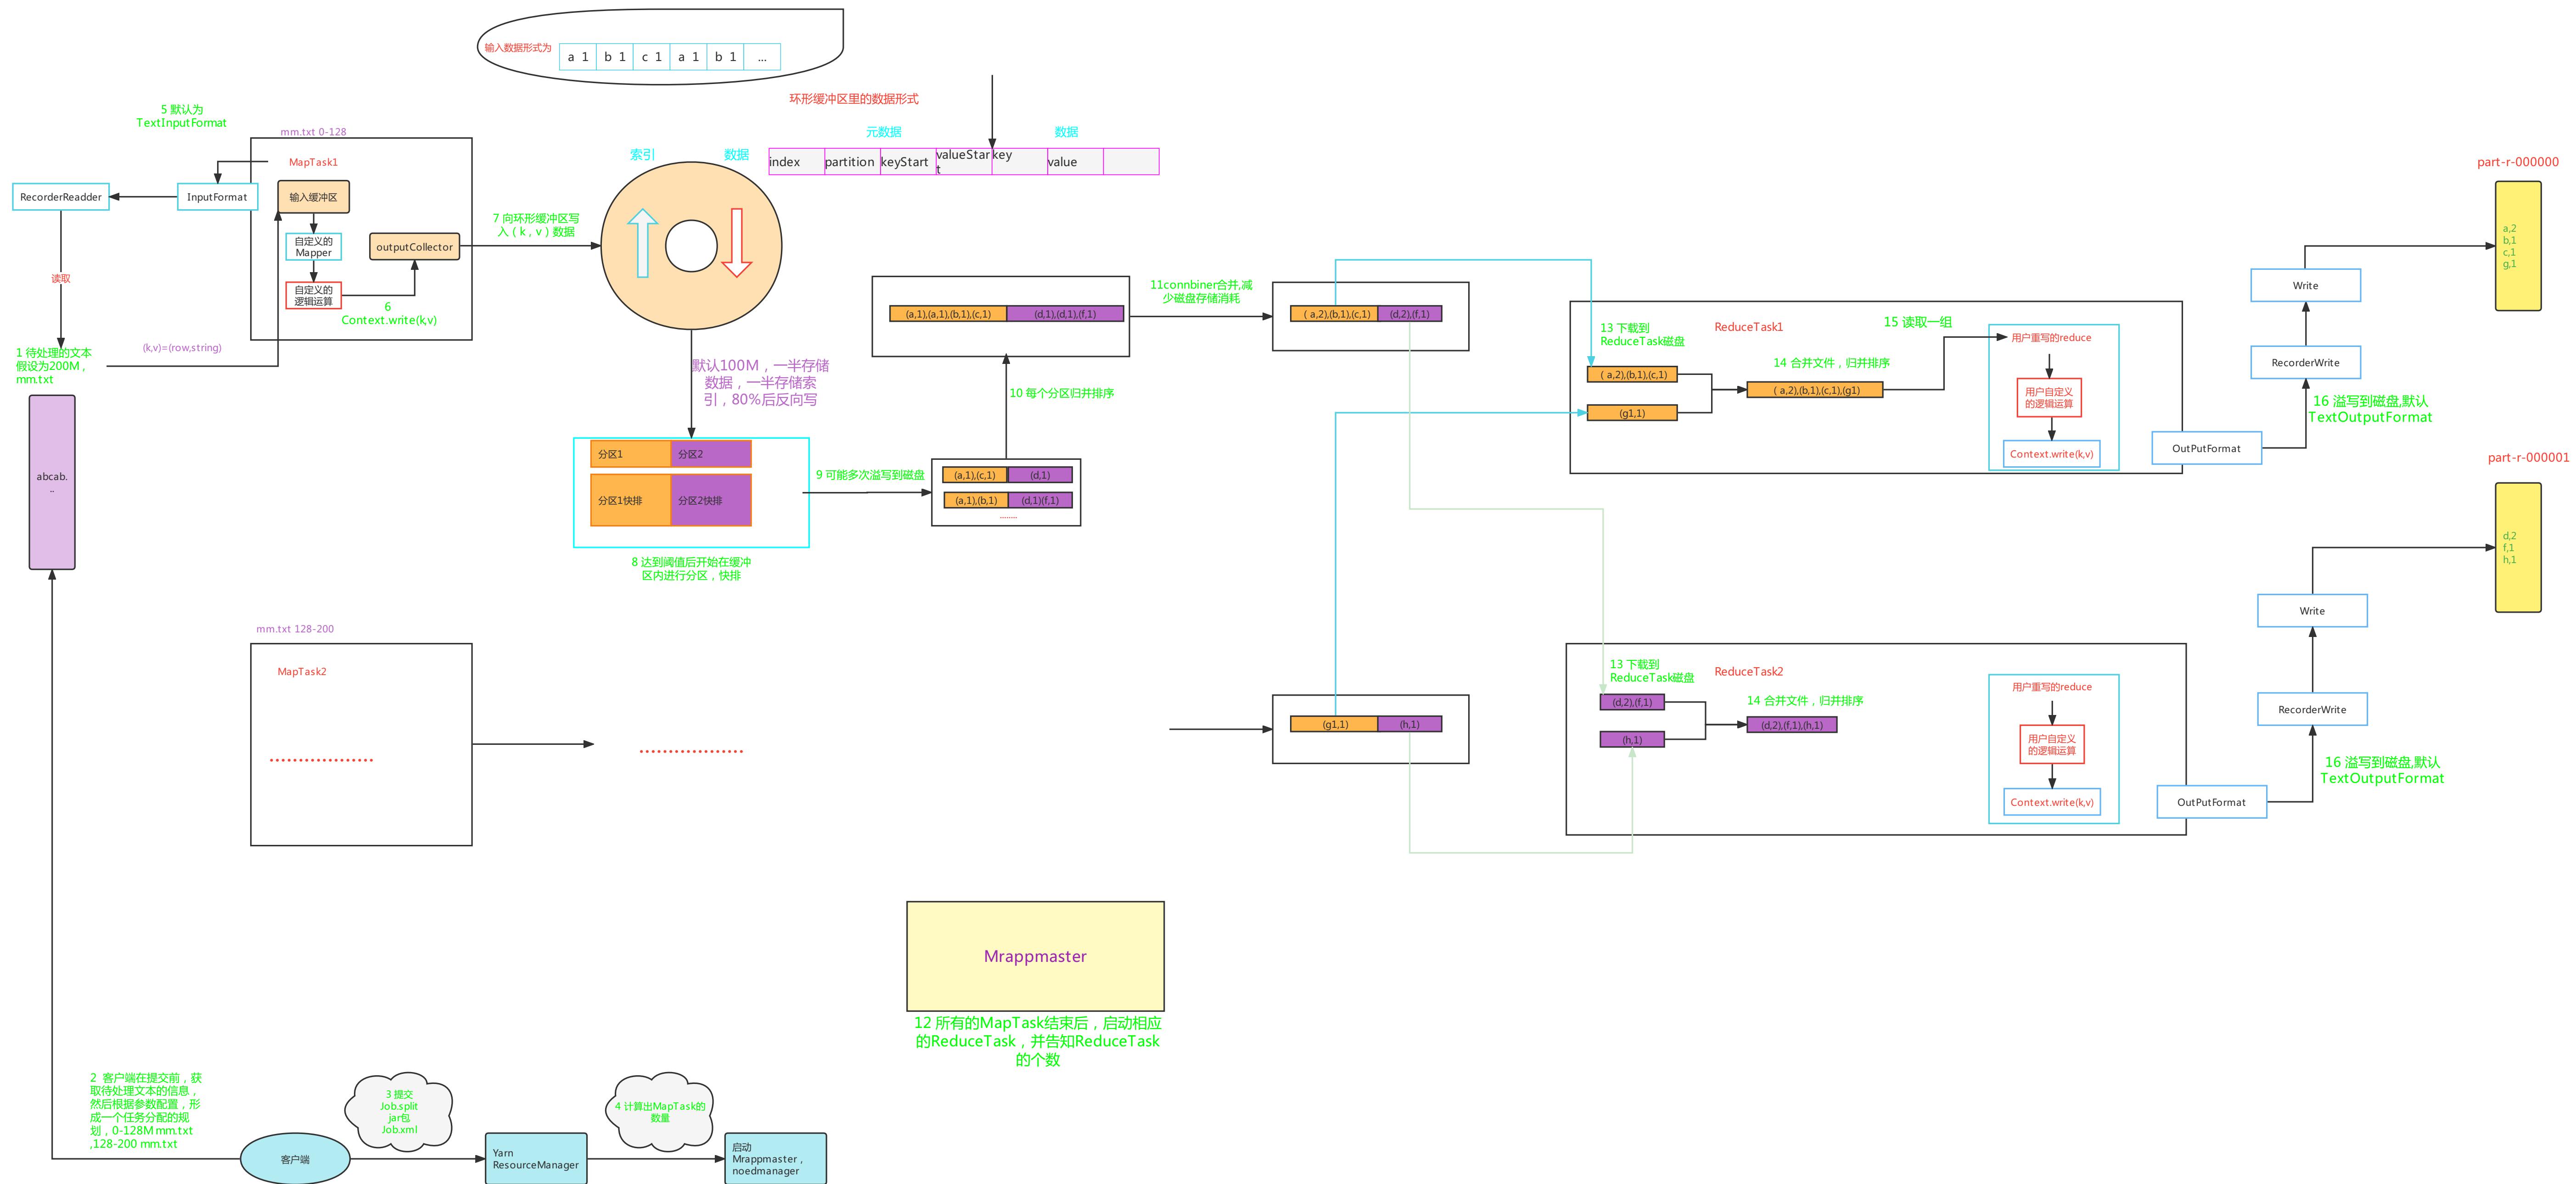 输入数据形式为
a 1
b 1
c 1
a 1
b 1
...
环形缓冲区里的数据形式
元数据
数据
index
partition
keyStart
valueStar
t
key
value
5 默认为
TextInputFormat
mm.txt 0-128
MapTask1
RecorderReadder
InputFormat
输入缓冲区
自定义的
Mapper
outputCollector
自定义的
逻辑运算
6
Context.write(k,v)
读取
1 待处理的文本
假设为200M，
mm.txt
(k,v)=(row,string)
abcab.
..
7 向环形缓冲区写
入（k，v）数据
索引
数据
默认100M，一半存储
数据，一半存储索
引，80%后反向写
分区1
分区2
分区1快排
分区2快排
8 达到阈值后开始在缓冲
区内进行分区，快排
9 可能多次溢写到磁盘
(a,1),(c,1)
(d,1)
(a,1),(b,1)
(d,1)(f,1)
........
10 每个分区归并排序
(a,1),(a,1),(b,1),(c,1)
(d,1),(d,1),(f,1)
11connbiner合并,减
少磁盘存储消耗
( a,2),(b,1),(c,1)
(d,2),(f,1)
13 下载到
ReduceTask磁盘
ReduceTask1
( a,2),(b,1),(c,1)
(g1,1)
14 合并文件，归并排序
( a,2),(b,1),(c,1),(g1)
15 读取一组
用户重写的reduce
用户自定义
的逻辑运算
Context.write(k,v)
OutPutFormat
RecorderWrite
Write
16 溢写到磁盘,默认
TextOutputFormat
part-r-000000
a,2
b,1
c,1
g,1
part-r-000001
d,2
f,1
h,1
mm.txt 128-200
MapTask2
..................
..................
(g1,1)
(h,1)
13 下载到
ReduceTask磁盘
ReduceTask2
(d,2),(f,1)
(h,1)
14 合并文件，归并排序
(d,2),(f,1),(h,1)
用户重写的reduce
用户自定义
的逻辑运算
Context.write(k,v)
OutPutFormat
RecorderWrite
Write
16 溢写到磁盘,默认
TextOutputFormat
Mrappmaster
12 所有的MapTask结束后，启动相应
的ReduceTask，并告知ReduceTask
的个数
2 客户端在提交前，获
取待处理文本的信息，
然后根据参数配置，形
成一个任务分配的规
划，0-128M mm.txt
,128-200 mm.txt
客户端
3 提交
Job.split
jar包
Job.xml
Yarn
ResourceManager
4 计算出MapTask的
数量
启动
Mrappmaster，
noedmanager